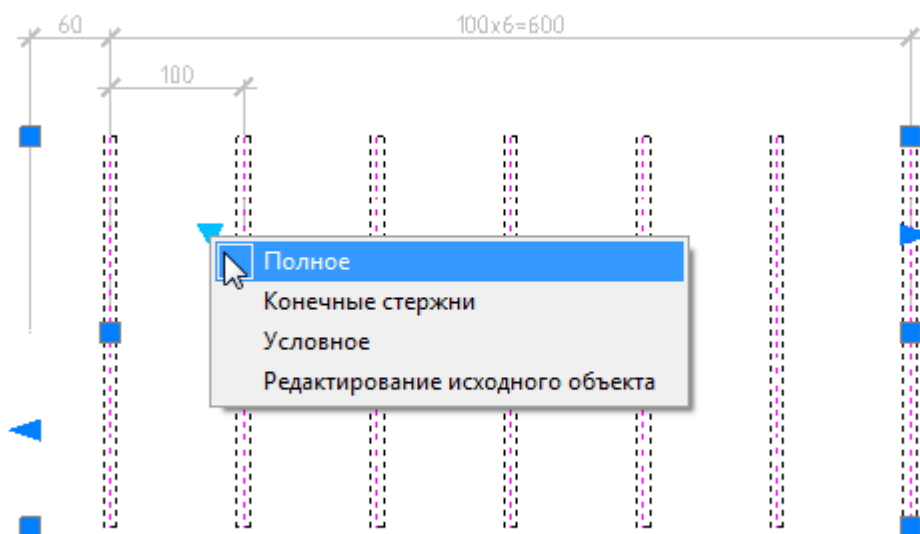 60
100x6=600
100
Полное
Конечные стержни
Условное
Редактирование исходного объекта